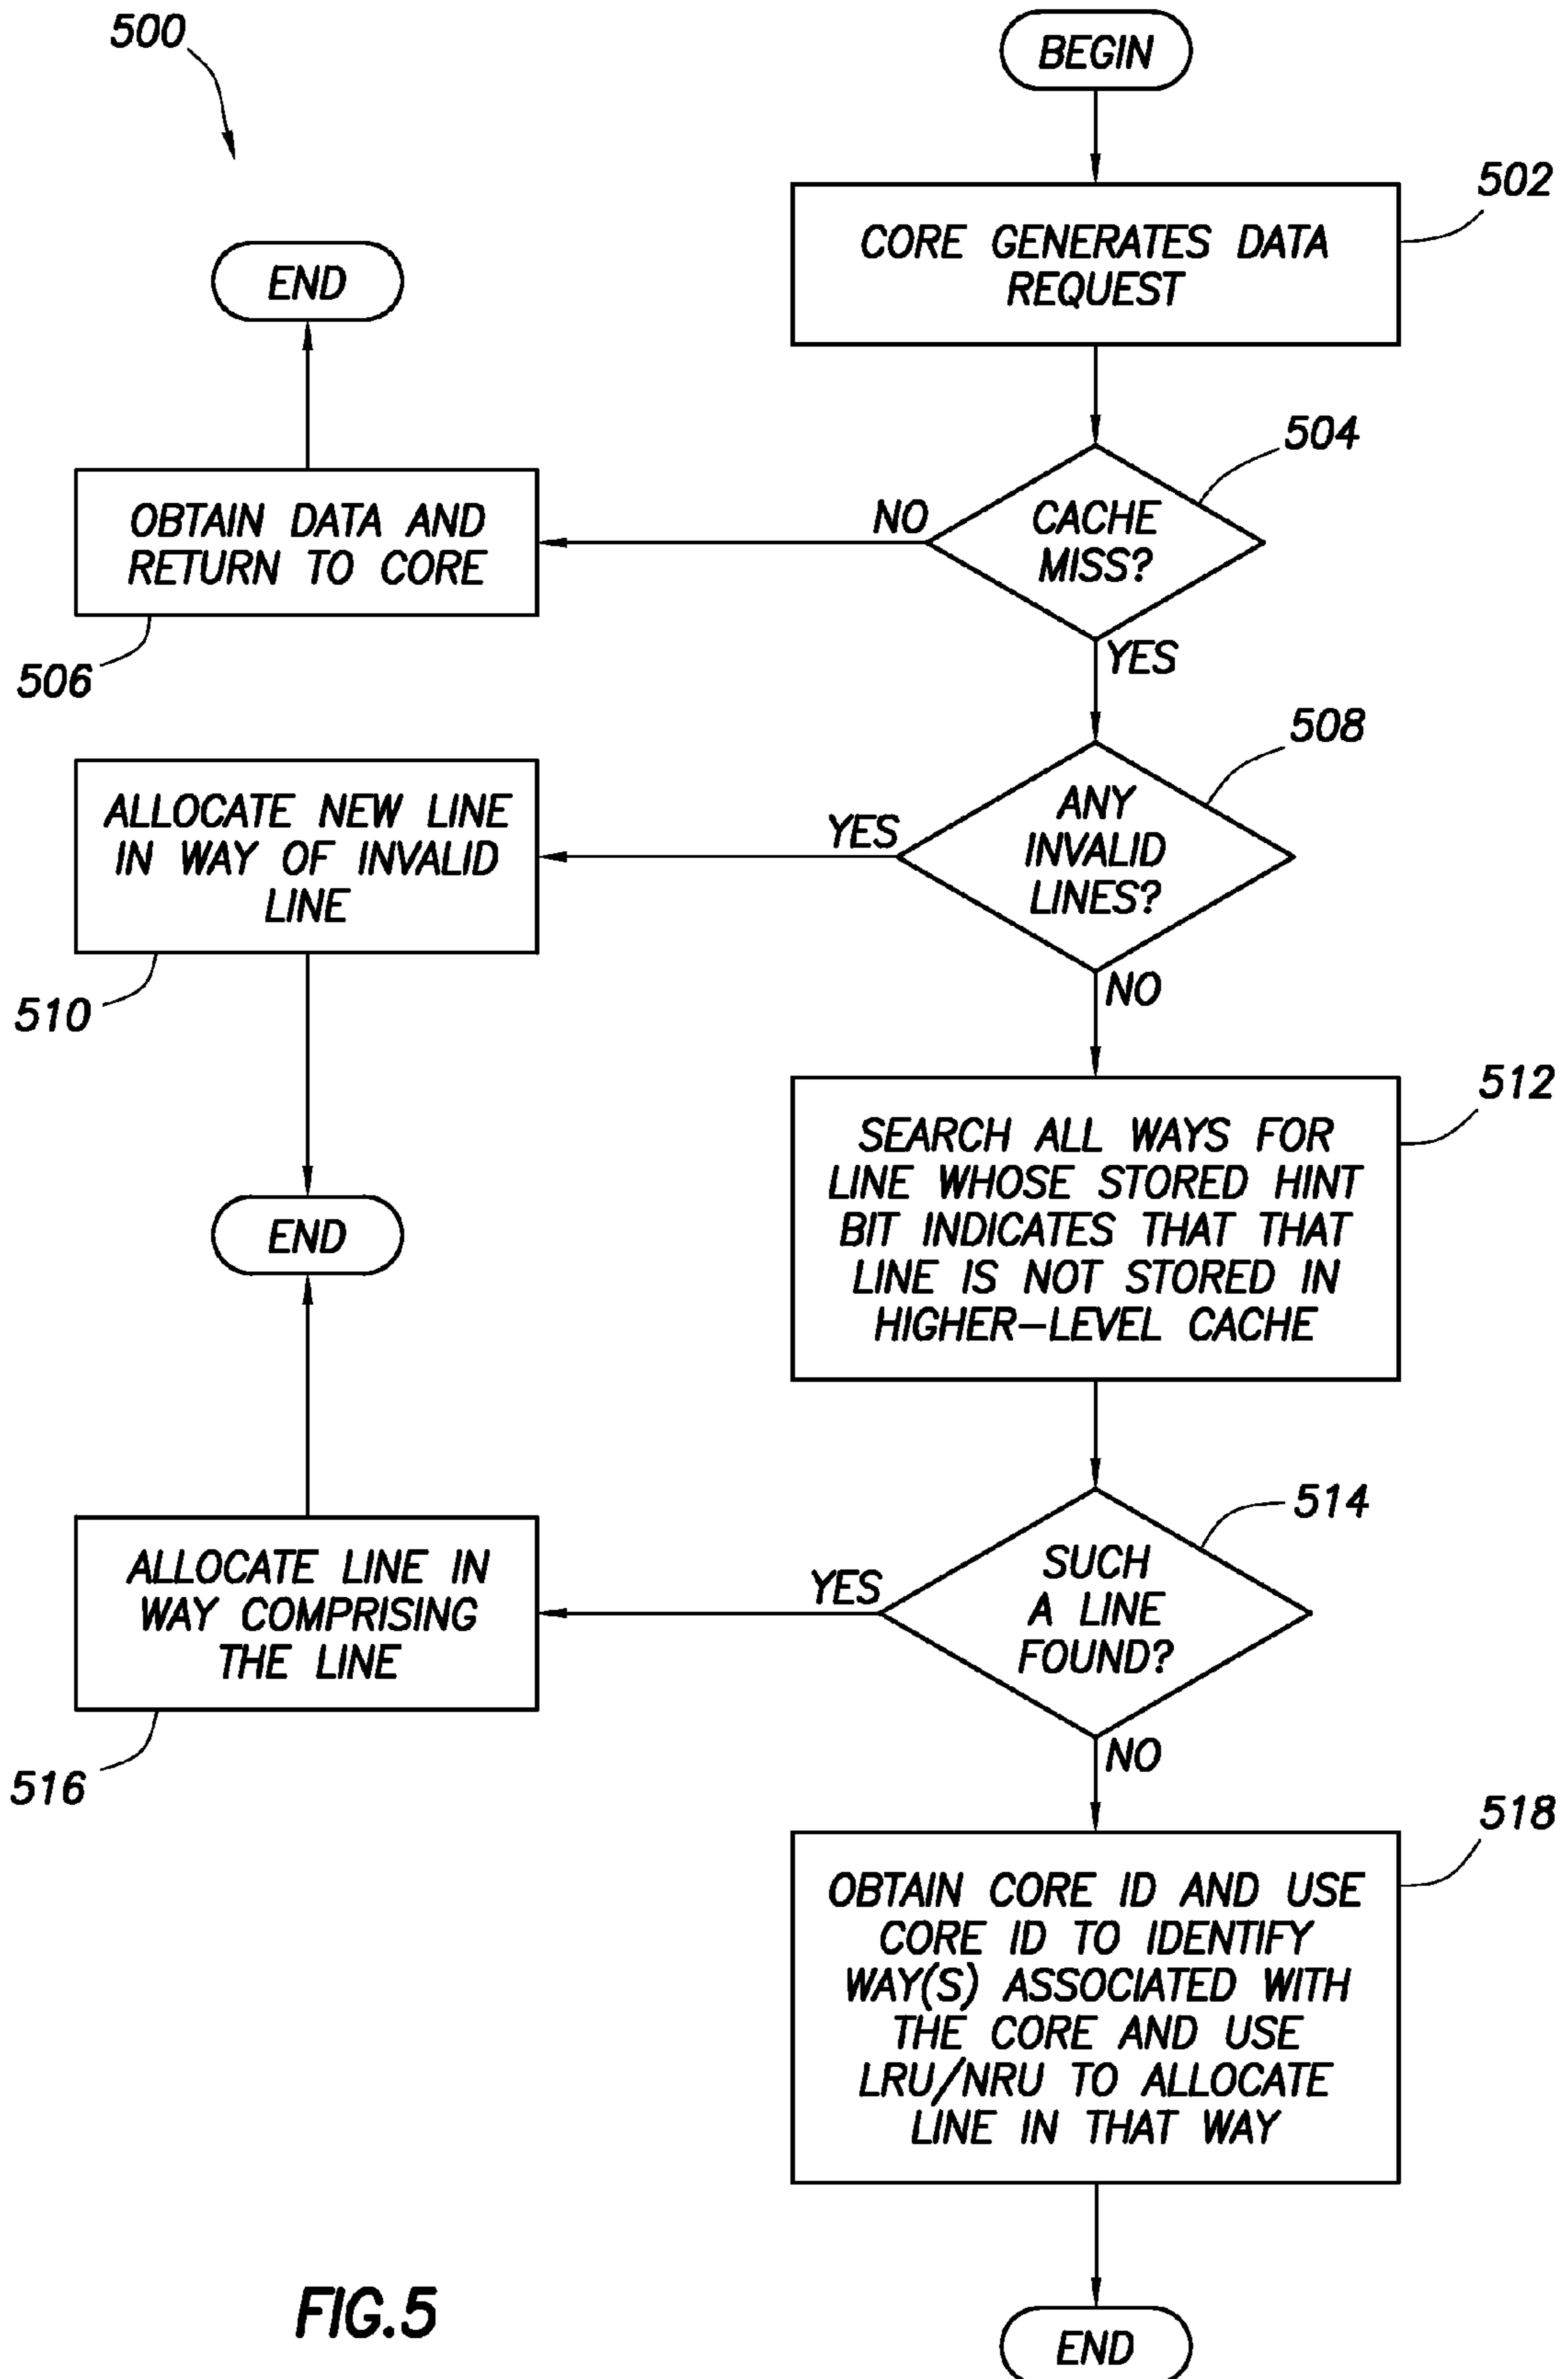 500
BEGIN
502
CORE GENERATES DATA
REQUEST
END
504
CACHE
MISS?
NO
YES
OBTAIN DATA AND
RETURN TO CORE
506
508
ANY
INVALID
LINES?
YES
NO
ALLOCATE NEW LINE
IN WAY OF INVALID
LINE
510
END
512
SEARCH ALL WAYS FOR
LINE WHOSE STORED HINT
BIT INDICATES THAT THAT
LINE IS NOT STORED IN
HIGHER-LEVEL CACHE
514
SUCH
A LINE
FOUND?
YES
NO
ALLOCATE LINE IN
WAY COMPRISING
THE LINE
516
518
OBTAIN CORE ID AND USE
CORE ID TO IDENTIFY
WAY(S) ASSOCIATED WITH
THE CORE AND USE
LRU/NRU TO ALLOCATE
LINE IN THAT WAY
END
FIG.5